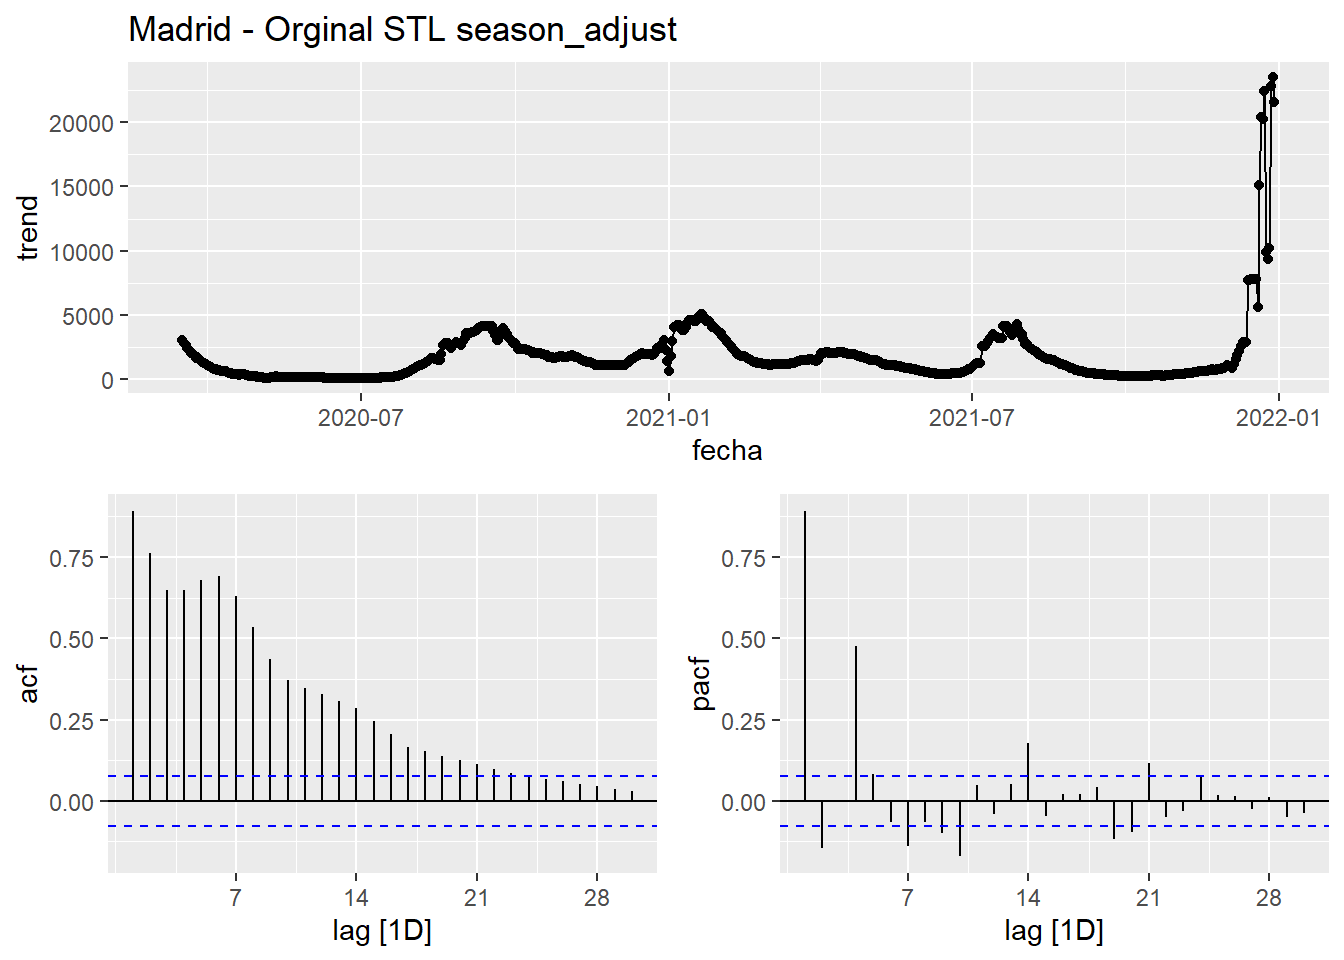 Madrid - Orginal STL season_adjust
trend
20000
15000
10000
5000
0
2020-07 2021-01 2021-07 2022-01
fecha
acf
0.75
0.50
0.25
0.00
7 14 21 28
lag [1D]
pacf
0.75
0.50
0.25
0.00
7 14 21 28
lag [1D]